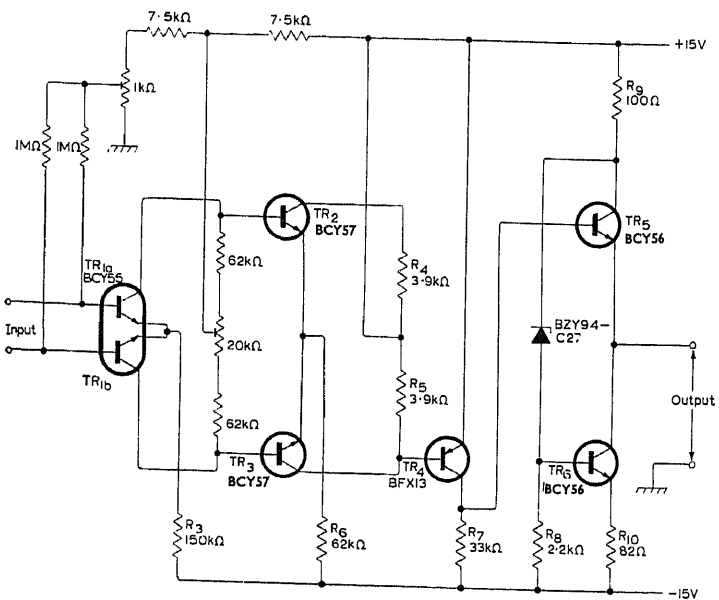 7.5kΩ
7.5kΩ
+15V
1kΩ
R9
100Ω
1MΩ
1MΩ
TR2
BCY57
TR5
BCY56
TR1a
BCY55
62kΩ
R4
3.9kΩ
Input
20kΩ
BZY94-
C27
R5
3.9kΩ
TR1b
Output
62kΩ
TR3
BCY57
TR4
BFX13
TR6
BCY56
R3
150kΩ
R6
62kΩ
R7
33kΩ
R8
2.2kΩ
R10
82Ω
-15V